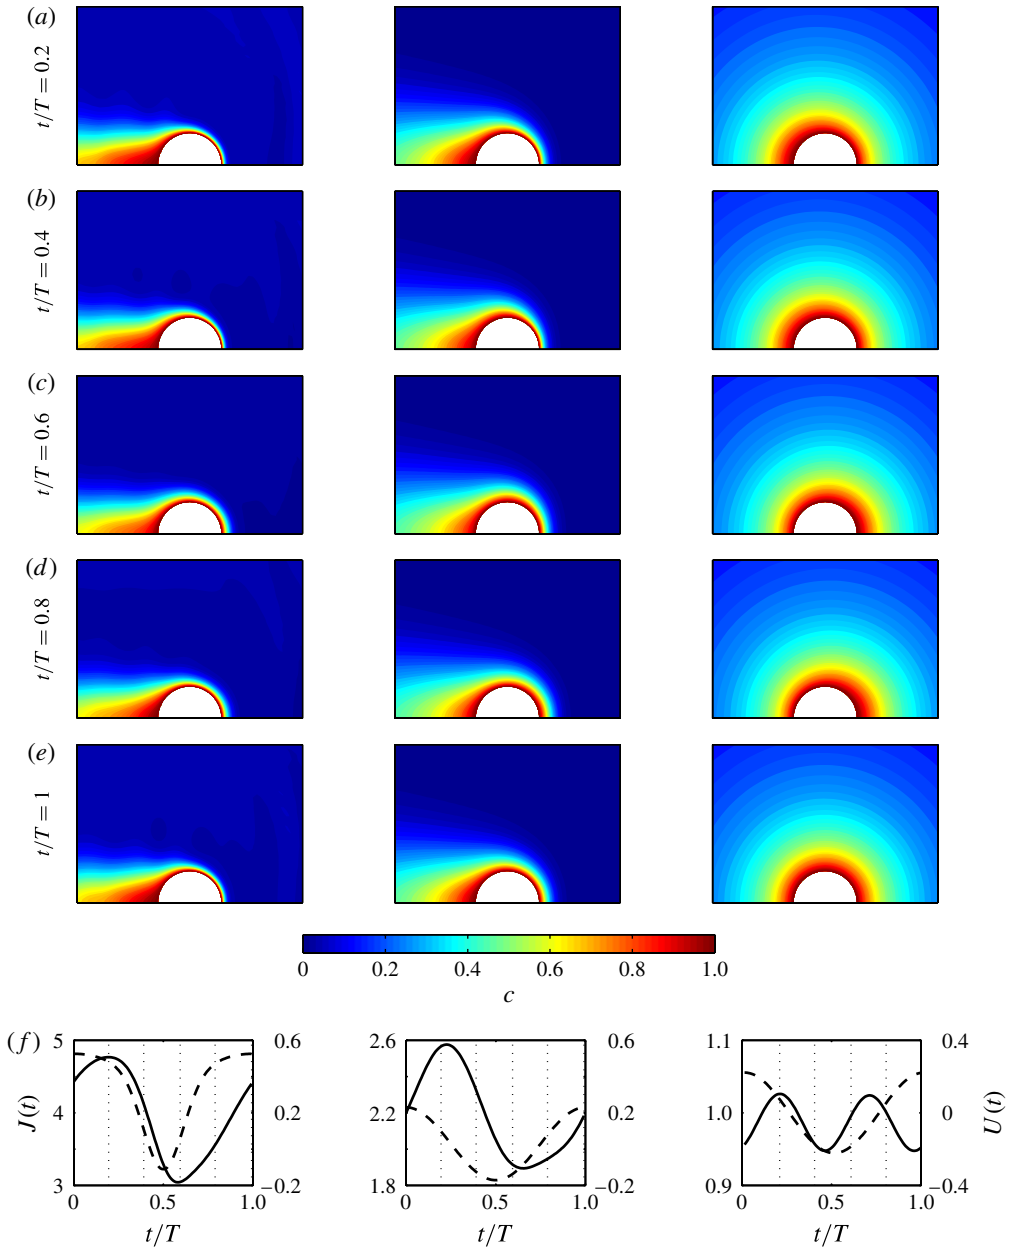 (a)
t/T = 0.2
(b)
t/T = 0.4
(c)
t/T = 0.6
(d)
t/T = 0.8
(e)
t/T = 1
0 0.2 0.4 0.6 0.8 1.0
c
(f)
5 0.6 2.6 0.6 1.1 0.4
J(t) 4 0.2 2.2 0.2 1.0 0 U(t)
3 −0.2 1.8 −0.2 0.9 −0.4
0 0.5 1.0 0 0.5 1.0 0 0.5 1.0
t/T t/T t/T